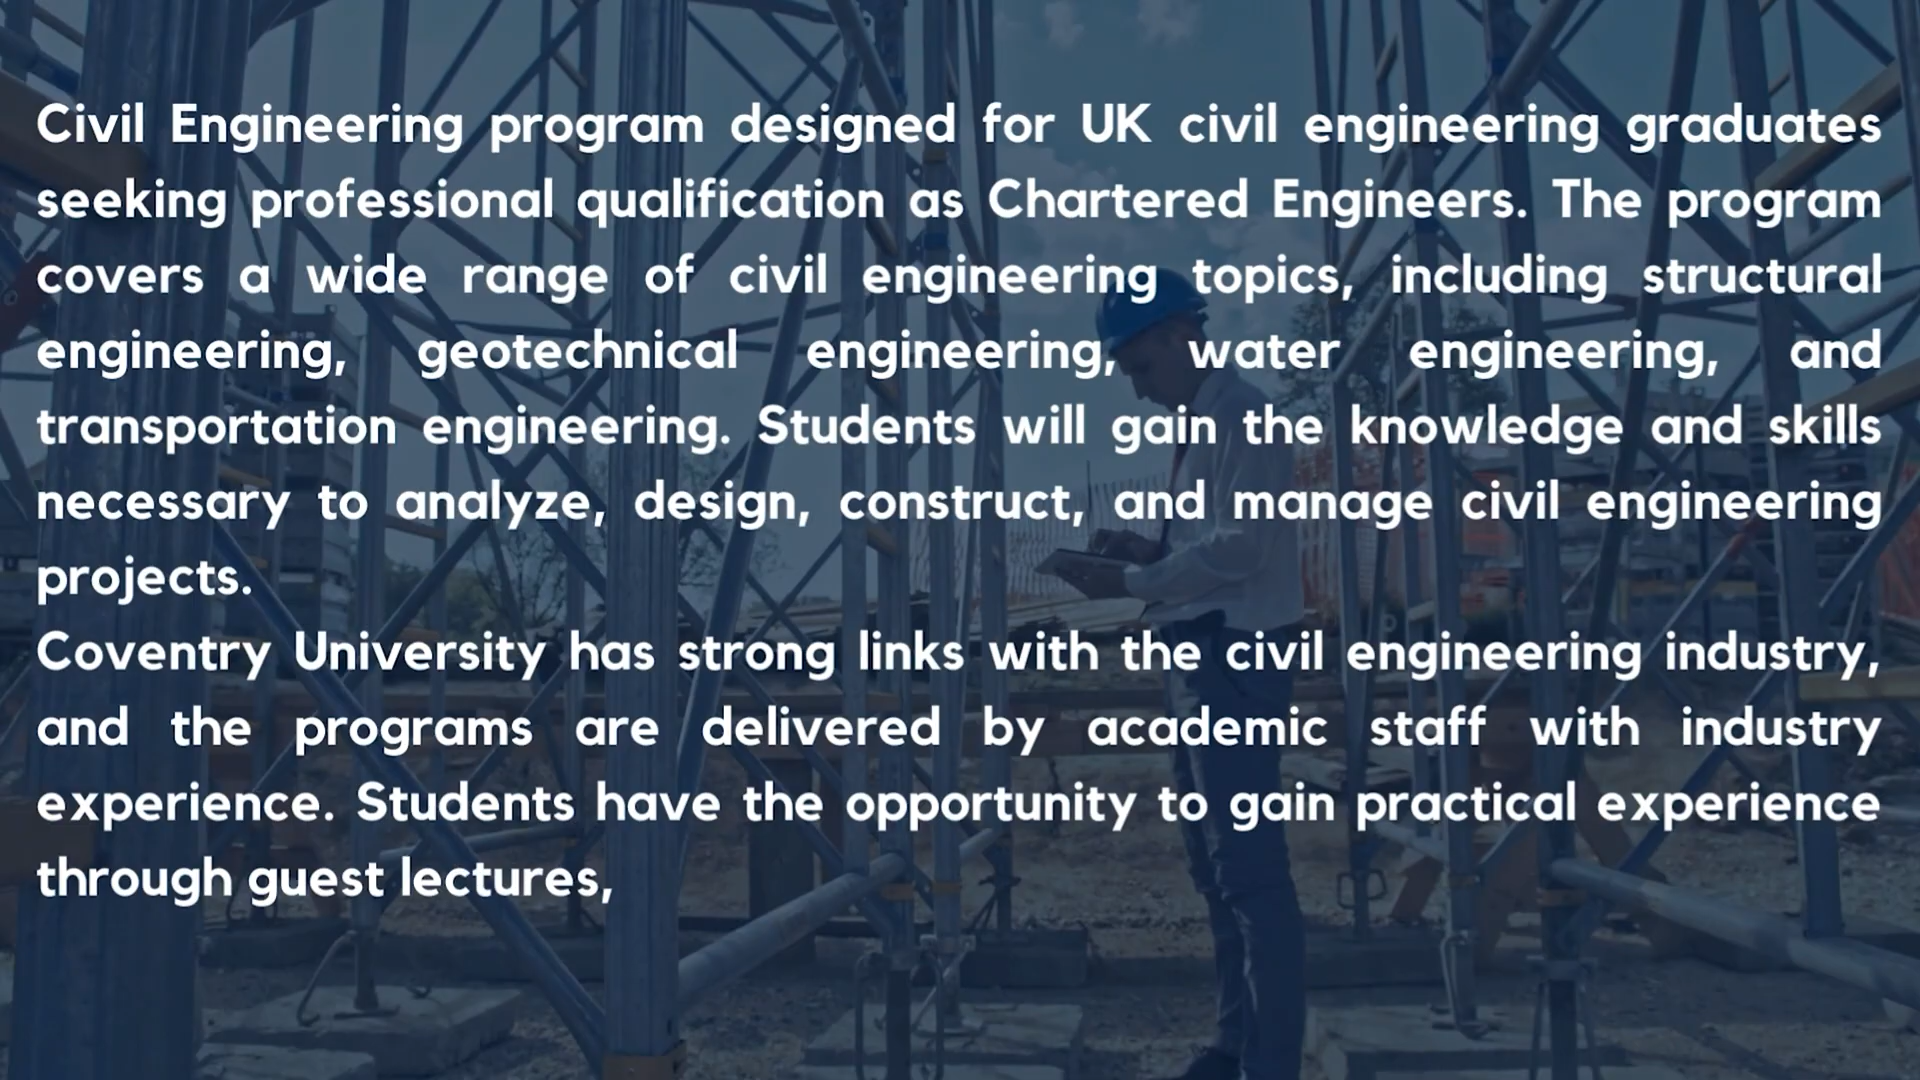 Civil Engineering program designed for UK civil engineering graduates
seeking professional qualification as Chartered Engineers. The program
covers a wide range of civil engineering topics, including structural
engineering, geotechnical engineering, water engineering, and
transportation engineering. Students will gain the knowledge and skills
necessary to analyze, design, construct, and manage civil engineering
projects.
Coventry University has strong links with the civil engineering industry,
and the programs are delivered by academic staff with industry
experience. Students have the opportunity to gain practical experience
through guest lectures,